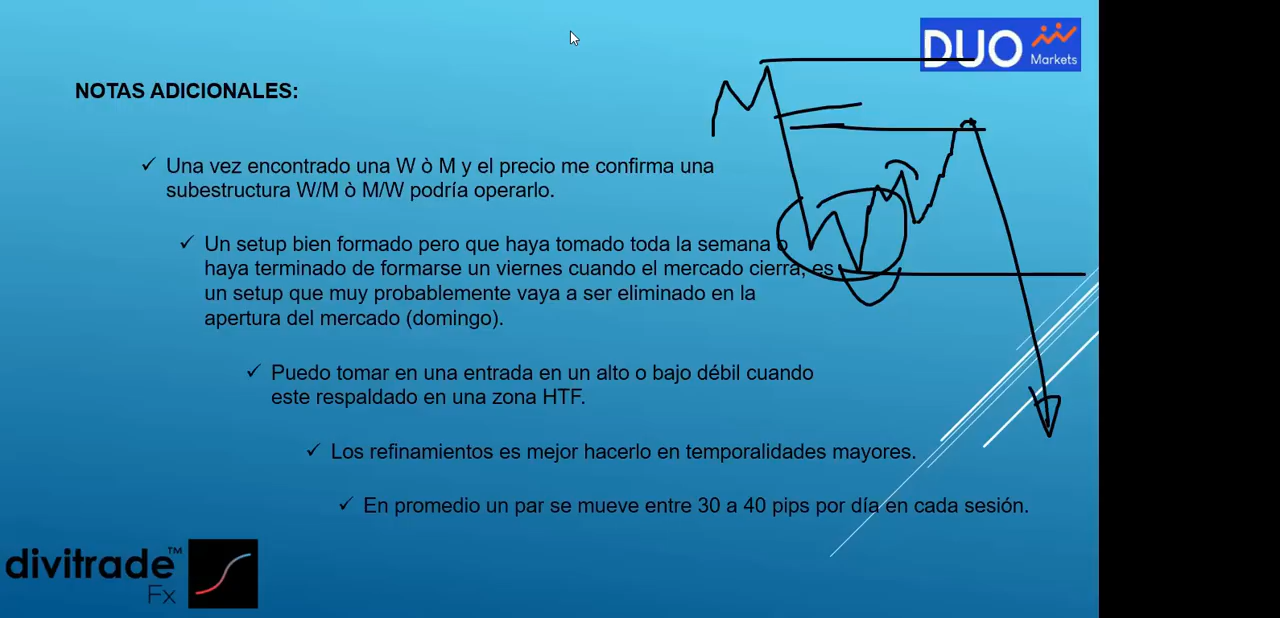 DUO
Markets
NOTAS ADICIONALES:
✓ Una vez encontrado una W ò M y el precio me confirma una
subestructura W/M ò M/W podría operarlo.
✓ Un setup bien formado pero que haya tomado toda la semana o
haya terminado de formarse un viernes cuando el mercado cierra, es
un setup que muy probablemente vaya a ser eliminado en la
apertura del mercado (domingo).
✓ Puedo tomar en una entrada en un alto o bajo débil cuando
este respaldado en una zona HTF.
✓ Los refinamientos es mejor hacerlo en temporalidades mayores.
✓ En promedio un par se mueve entre 30 a 40 pips por día en cada sesión.
divitrade™
Fx